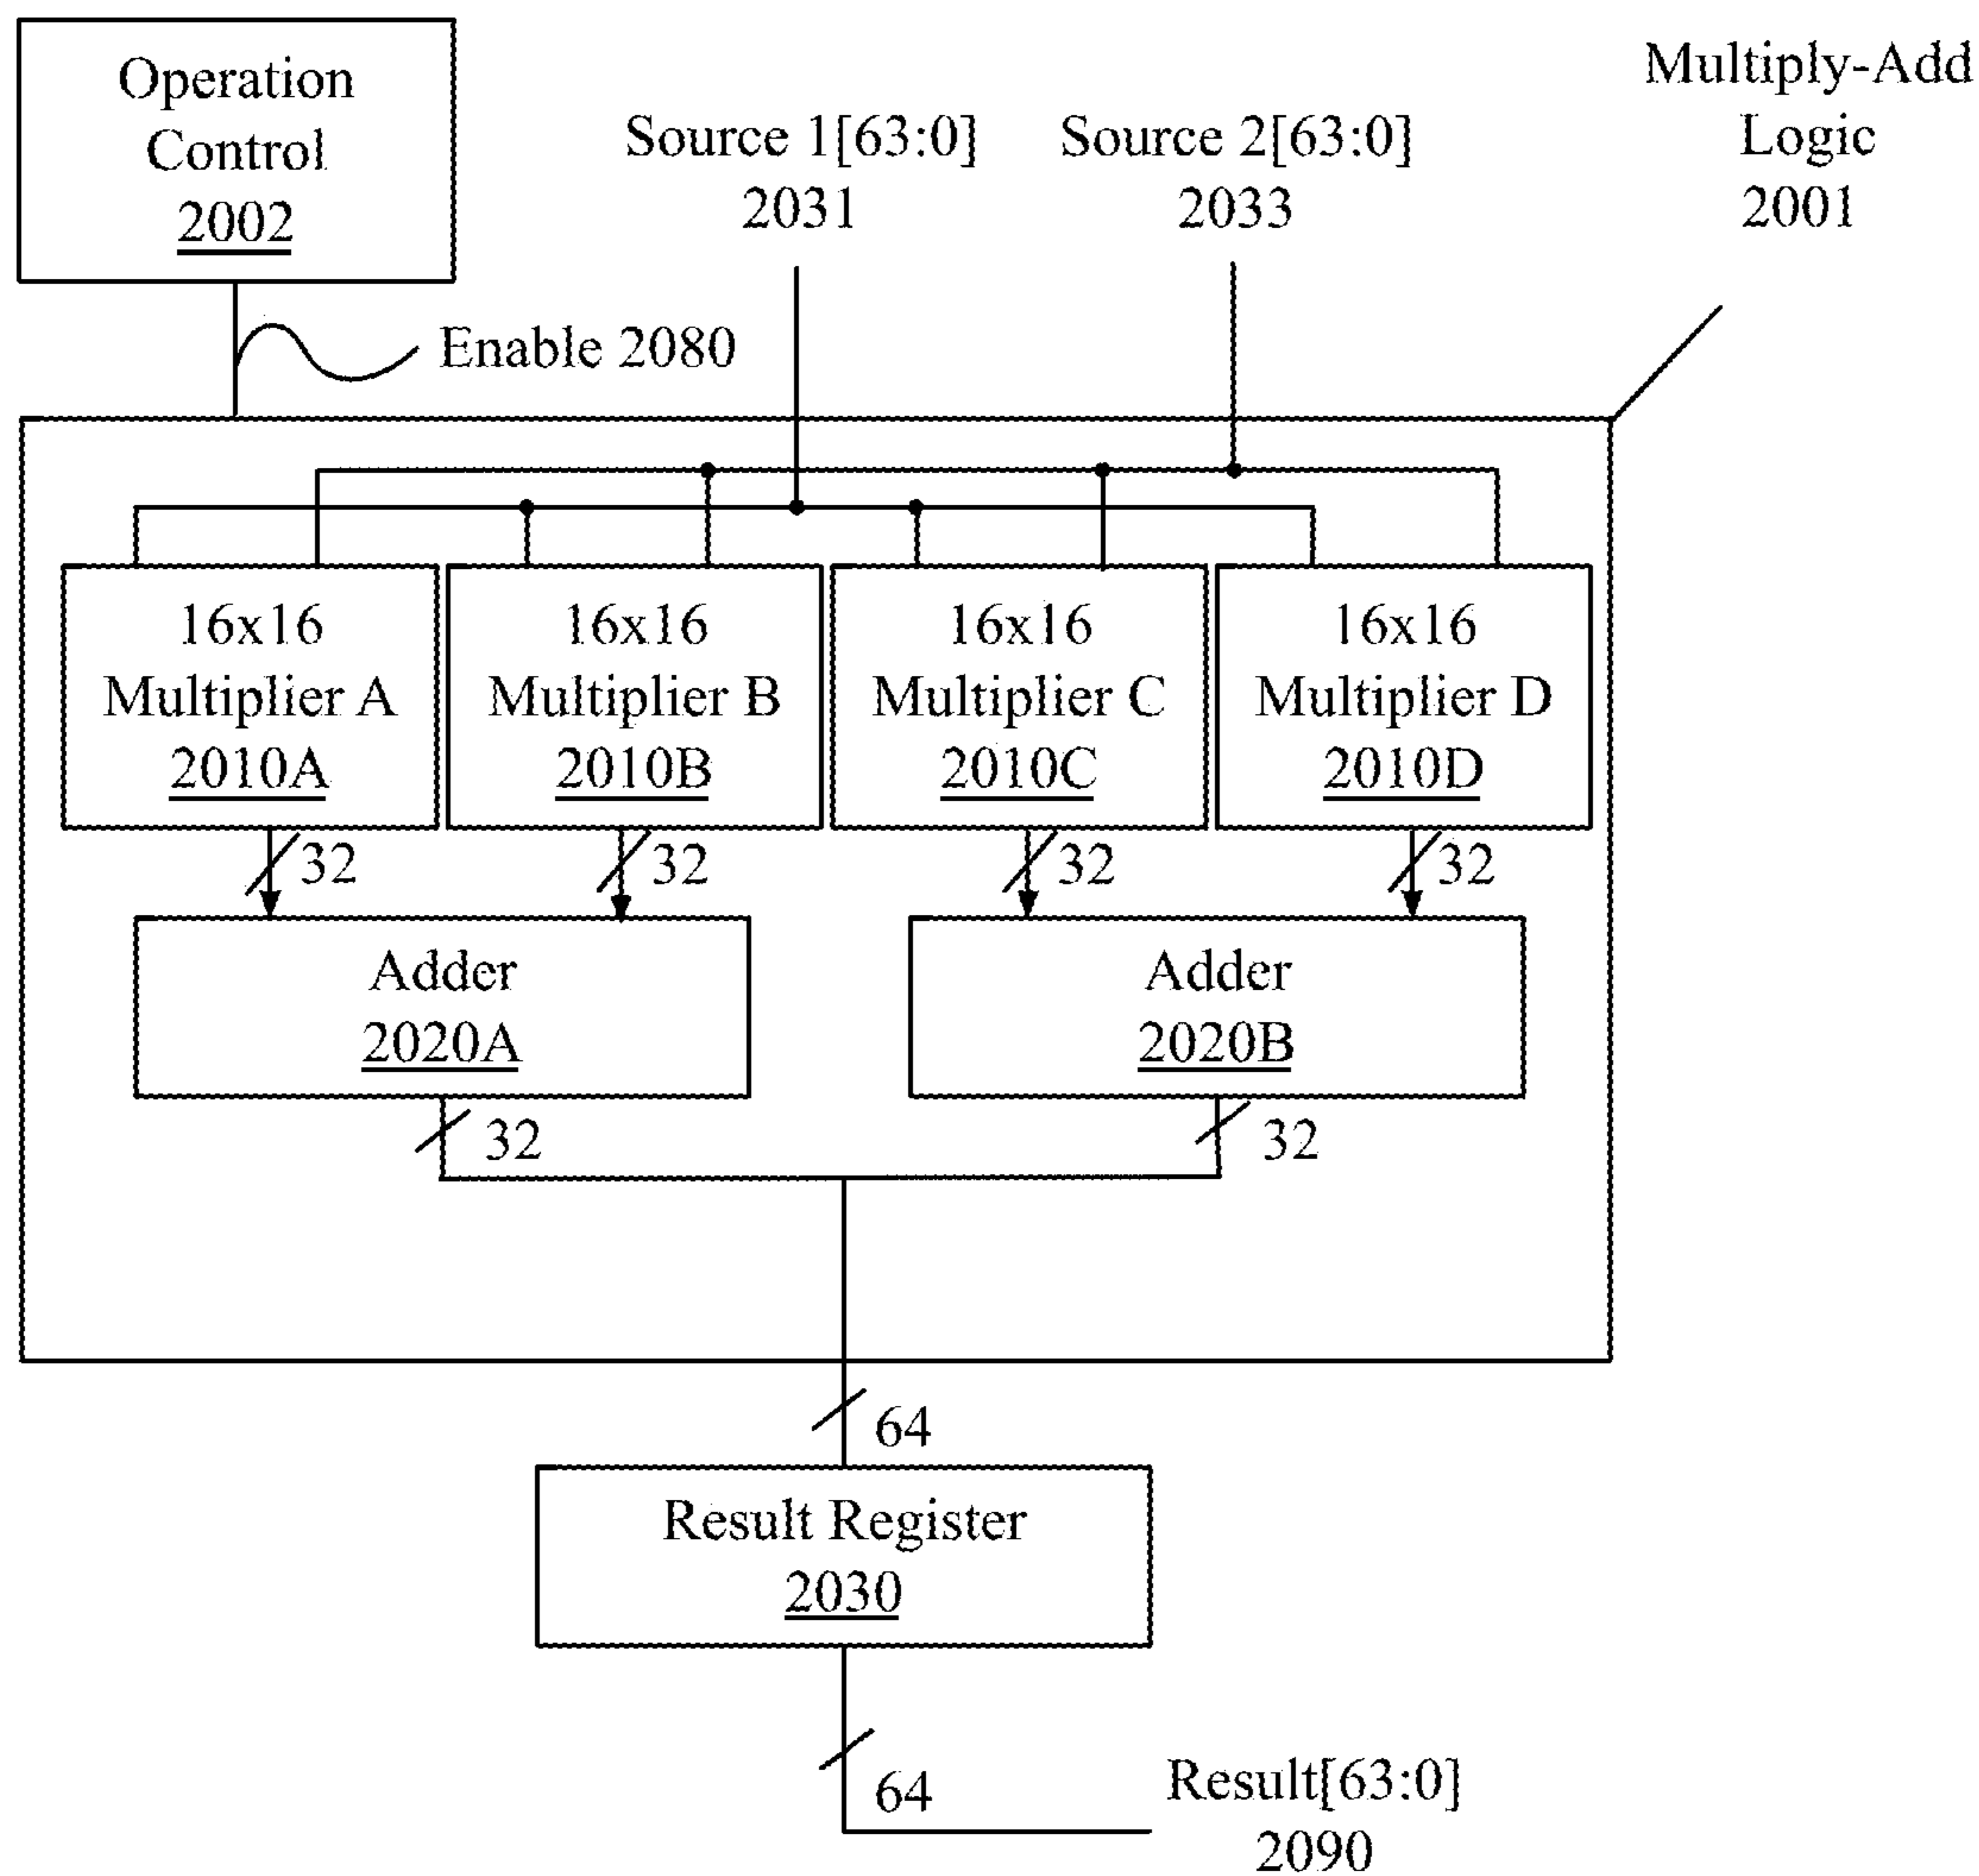 Operation
Control
2002
Source 1[63:0]
2031
Source 2[63:0]
2033
Multiply-Add
Logic
2001
Enable 2080
16x16
Multiplier A
2010A
16x16
Multiplier B
2010B
16x16
Multiplier C
2010C
16x16
Multiplier D
2010D
32
32
32
32
Adder
2020A
Adder
2020B
32
32
64
Result Register
2030
64
Result[63:0]
2090